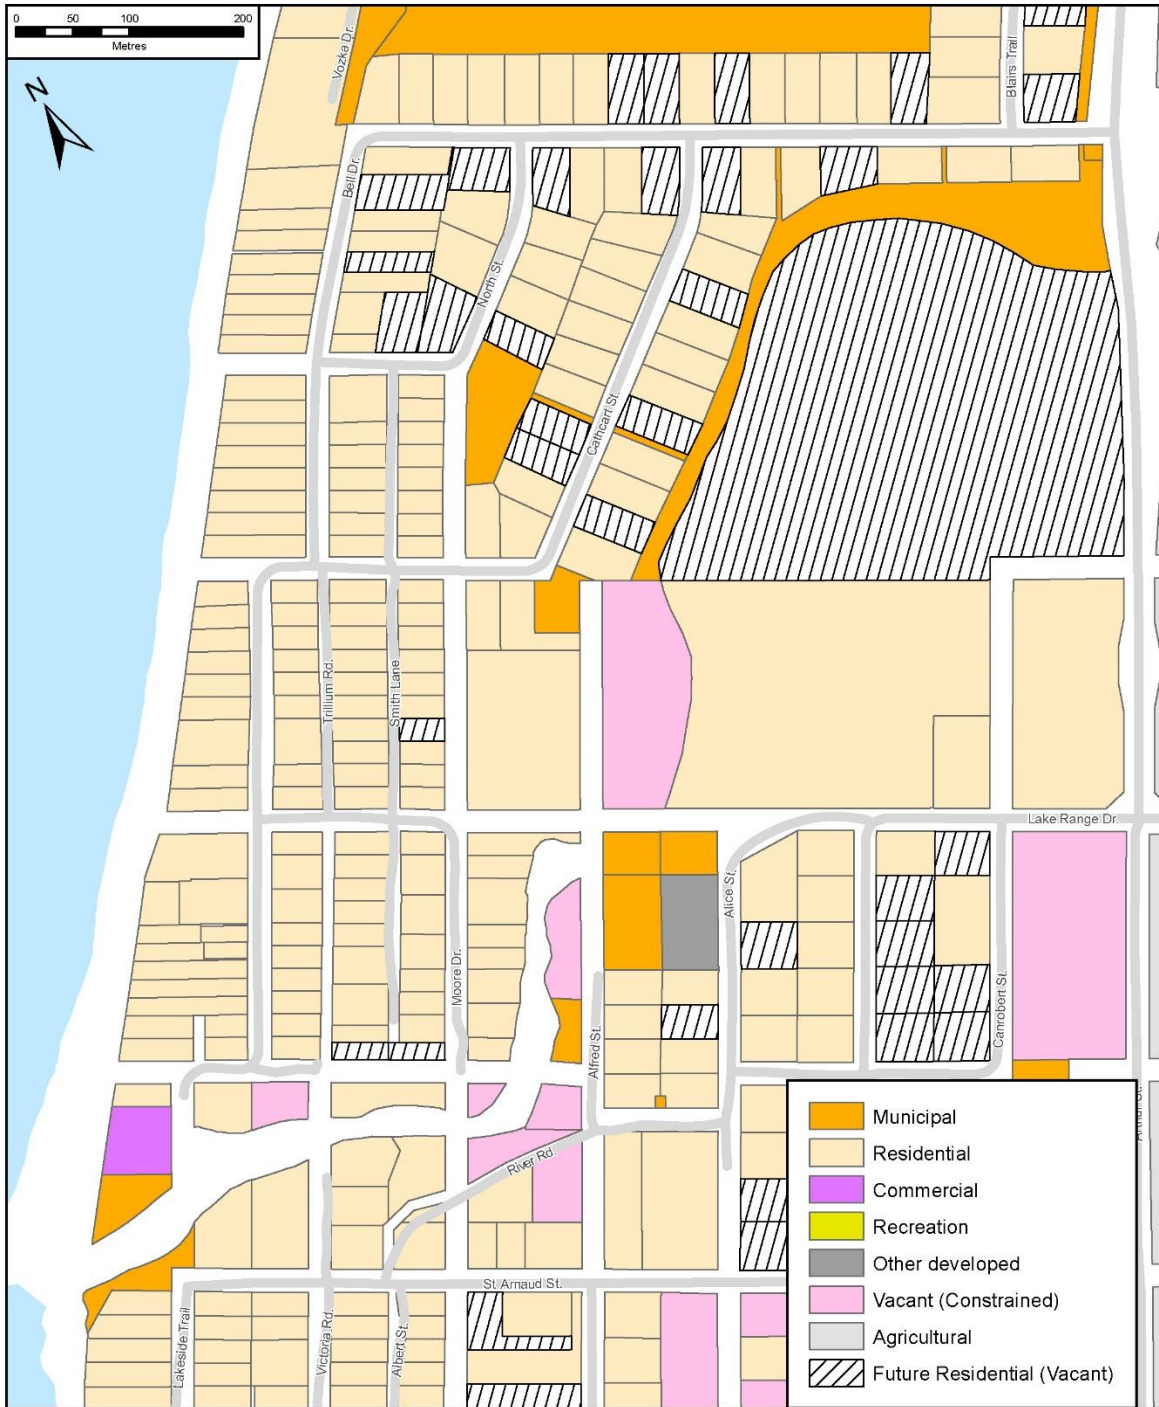 0 50 100 200
Metres
N
Vozka Dr.
Blairs Trail
Bell Dr.
North St.
Cathcart St.
Trillium Rd.
Smith Lane
Lake Range Dr.
Alice St.
Moore Dr.
Canrobert St.
Alfred St.
River Rd.
St Arnaud St.
Lakeside Trail
Victoria Rd.
Albert St.
Municipal
Residential
Commercial
Recreation
Other developed
Vacant (Constrained)
Agricultural
Future Residential (Vacant)